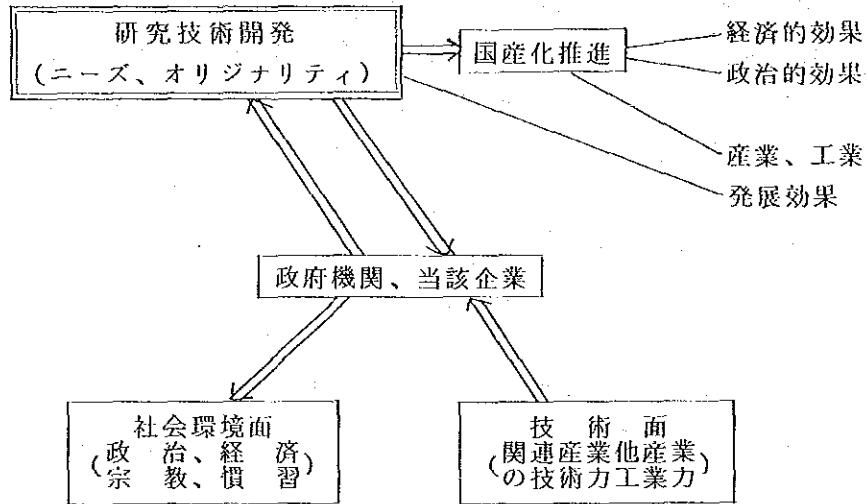 研究技術開発
(ニーズ、オリジナリティ)
国産化推進
経済的効果
政治的効果
産業、工業
発展効果
政府機関、当該企業
社会環境面
(政治、経済
宗教、慣習)
技術面
(関連産業他産業
の技術力工業力)